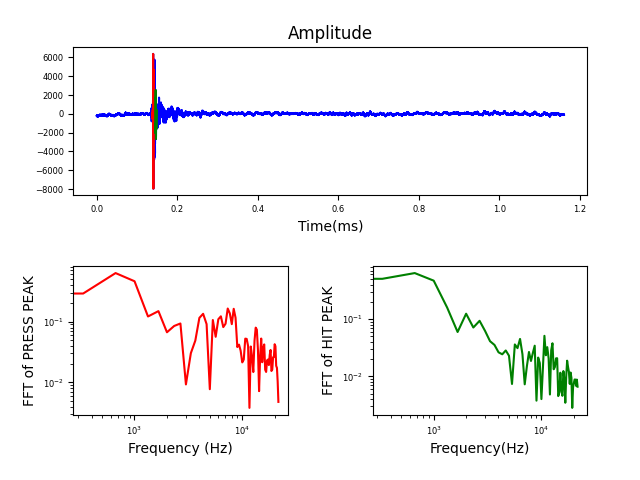 Amplitude
6000
4000
2000
0
−2000
−4000
−6000
−8000
0.0 0.2 0.4 0.6 0.8 1.0 1.2
Time(ms)
FFT of PRESS PEAK
10⁻¹
10⁻²
10³ 10⁴
Frequency (Hz)
FFT of HIT PEAK
10⁻¹
10⁻²
10³ 10⁴
Frequency(Hz)